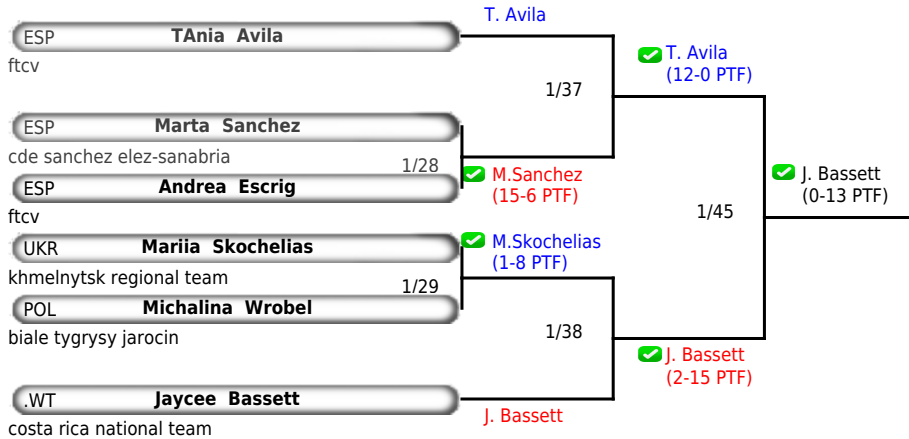 T. Avila
ESP TAnia Avila
ftcv
T. Avila
(12-0 PTF)
1/37
ESP Marta Sanchez
cde sanchez elez-sanabria
1/28
M.Sanchez
(15-6 PTF)
ESP Andrea Escrig
ftcv
J. Bassett
(0-13 PTF)
1/45
UKR Mariia Skochelias
khmelnytsk regional team
M.Skochelias
(1-8 PTF)
1/29
POL Michalina Wrobel
biale tygrysy jarocin
1/38
J. Bassett
(2-15 PTF)
.WT Jaycee Bassett
costa rica national team
J. Bassett